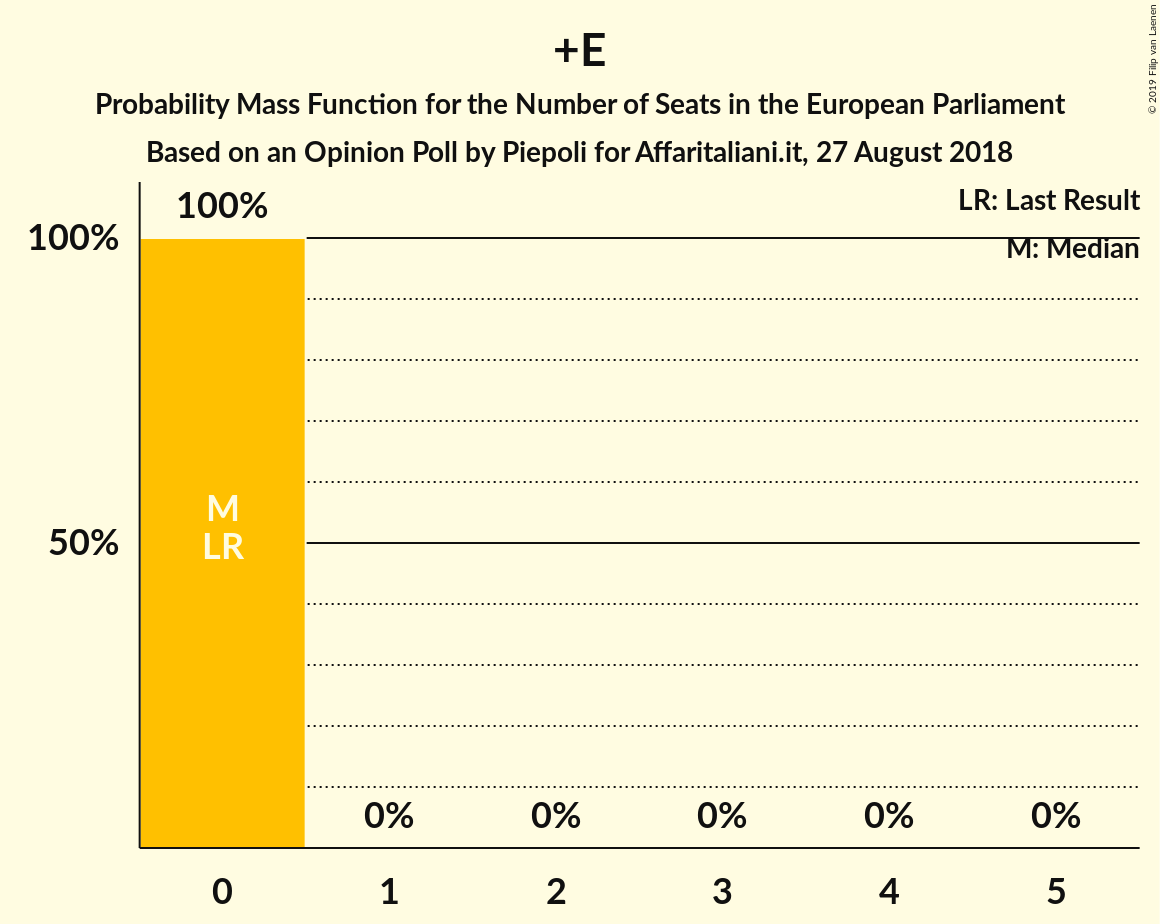 +E
Probability Mass Function for the Number of Seats in the European Parliament
Based on an Opinion Poll by Piepoli for Affaritaliani.it, 27 August 2018
© 2019 Filip van Laenen
LR: Last Result
M: Median
100%
100%
50%
M
LR
0% 0% 0% 0% 0%
0 1 2 3 4 5